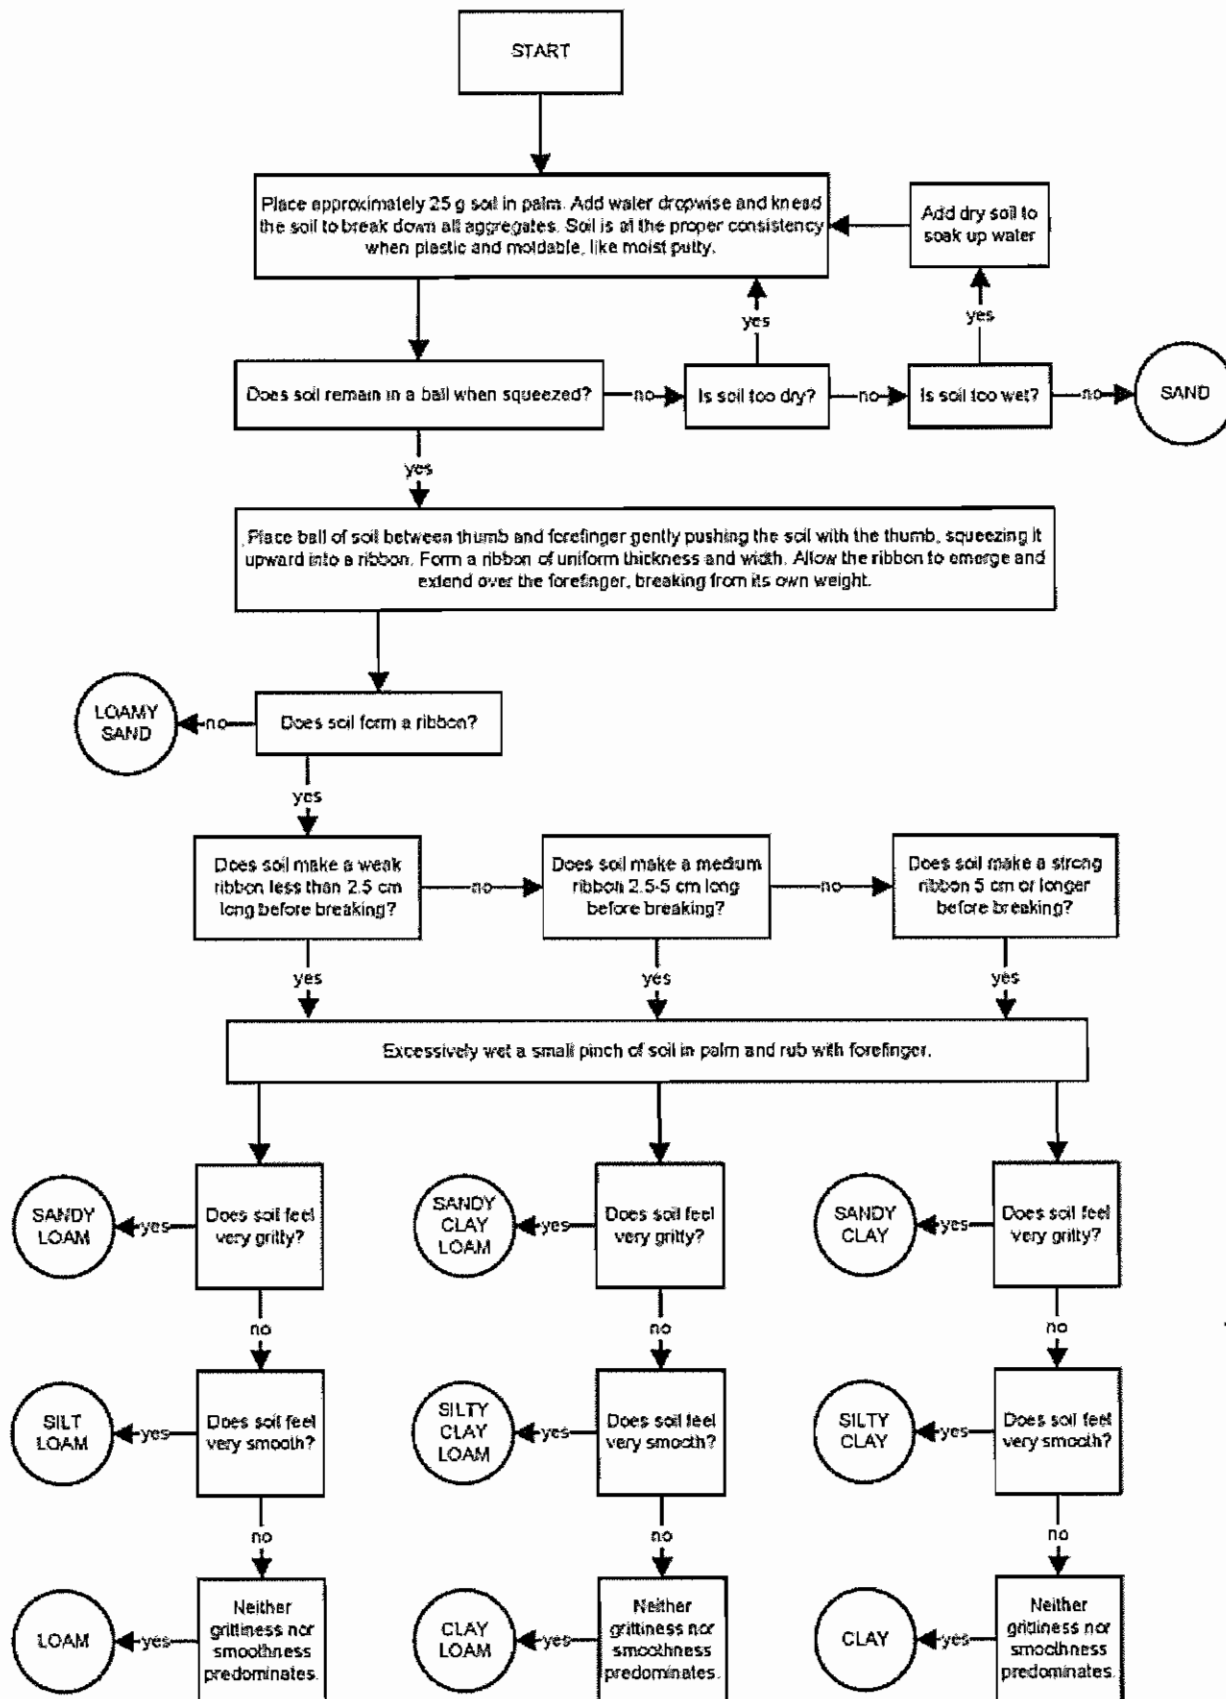 START
Place approximately 25 g soil in palm. Add water dropwise and knead
the soil to break down all aggregates. Soil is at the proper consistency
when plastic and moldable, like moist putty.
Add dry soil to
soak up water
yes
yes
Does soil remain in a ball when squeezed?
no
Is soil too dry?
no
Is soil too wet?
no
SAND
yes
Place ball of soil between thumb and forefinger gently pushing the soil with the thumb, squeezing it
upward into a ribbon. Form a ribbon of uniform thickness and width. Allow the ribbon to emerge and
extend over the forefinger, breaking from its own weight.
LOAMY
SAND
no
Does soil form a ribbon?
yes
Does soil make a weak
ribbon less than 2.5 cm
long before breaking?
no
Does soil make a medium
ribbon 2.5-5 cm long
before breaking?
no
Does soil make a strong
ribbon 5 cm or longer
before breaking?
yes
yes
yes
Excessively wet a small pinch of soil in palm and rub with forefinger.
SANDY
LOAM
yes
Does soil feel
very gritty?
SANDY
CLAY
LOAM
yes
Does soil feel
very gritty?
SANDY
CLAY
yes
Does soil feel
very gritty?
no
no
no
SILT
LOAM
yes
Does soil feel
very smooth?
SILTY
CLAY
LOAM
yes
Does soil feel
very smooth?
SILTY
CLAY
yes
Does soil feel
very smooth?
no
no
no
LOAM
yes
Neither
grittiness nor
smoothness
predominates.
CLAY
LOAM
yes
Neither
grittiness nor
smoothness
predominates.
CLAY
yes
Neither
grittiness nor
smoothness
predominates.